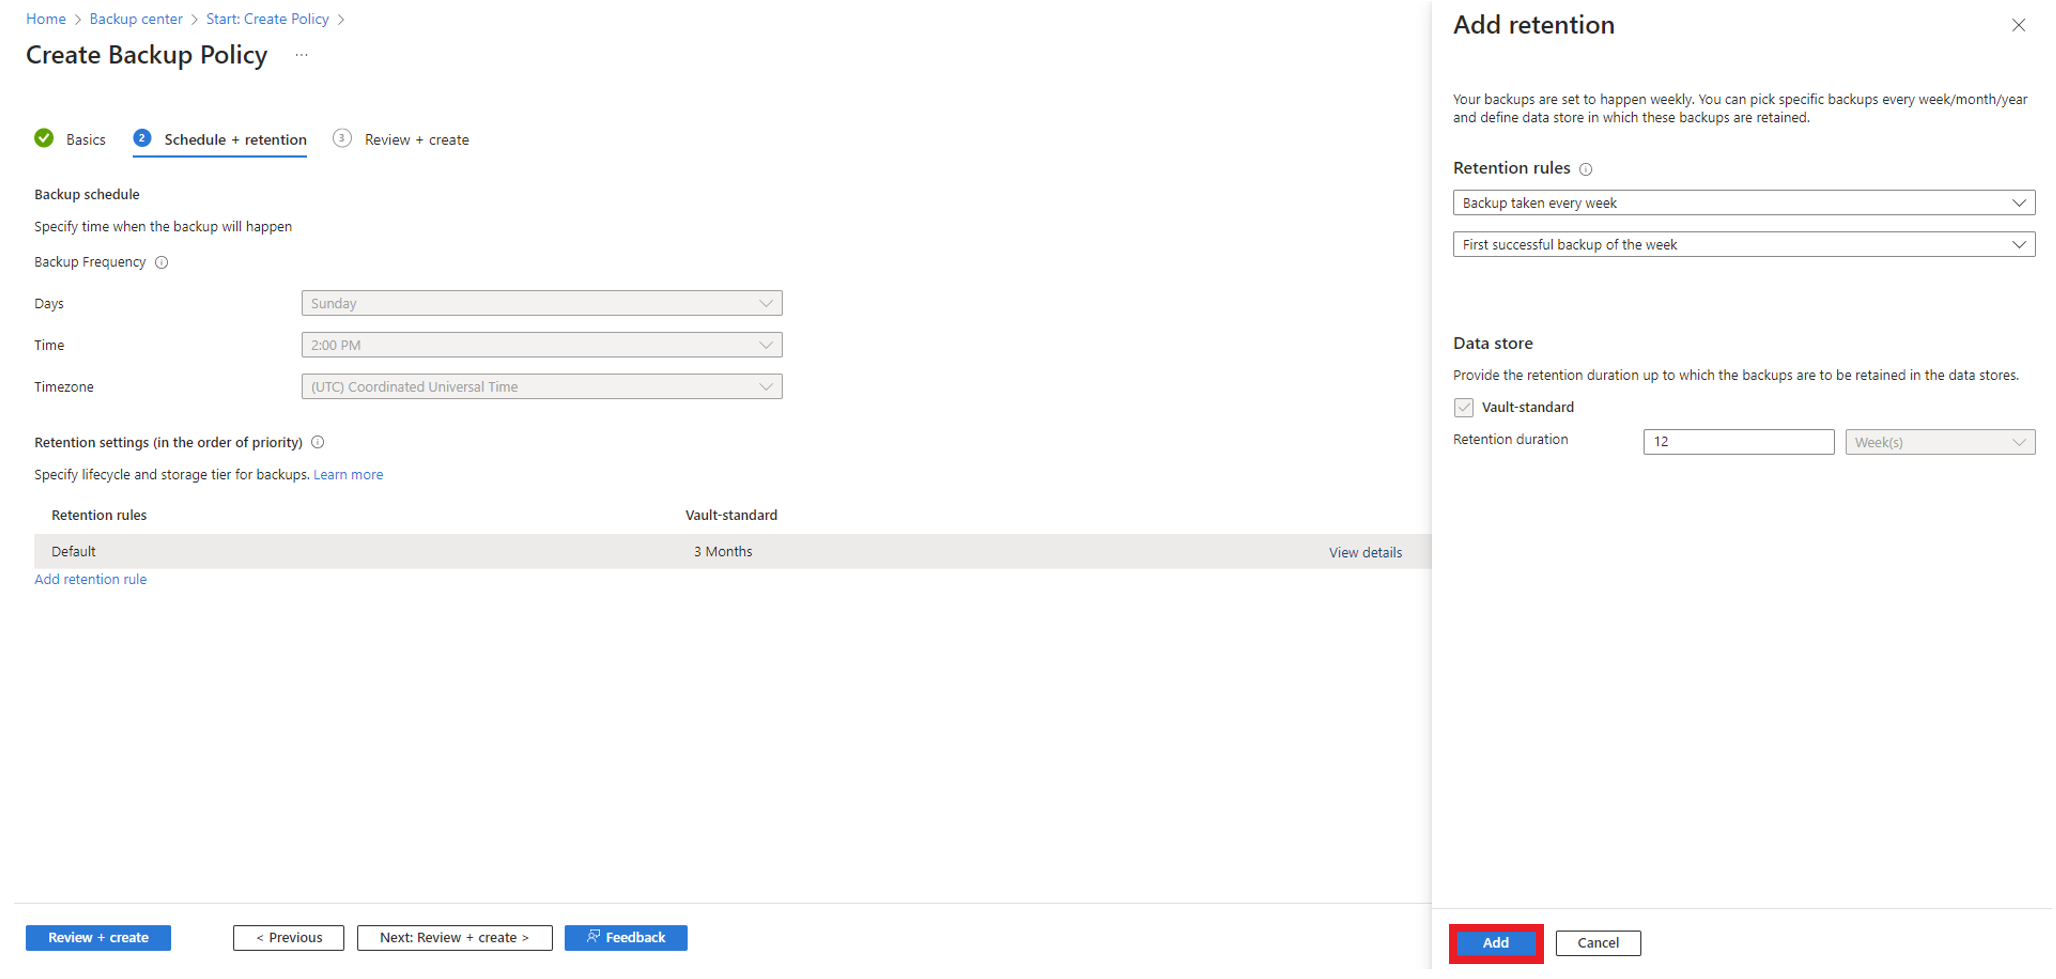 Home > Backup center > Start: Create Policy >
Create Backup Policy ...
Basics 2 Schedule + retention 3 Review + create
Backup schedule
Specify time when the backup will happen
Backup Frequency
Days Sunday
Time 2:00 PM
Timezone (UTC) Coordinated Universal Time
Retention settings (in the order of priority)
Specify lifecycle and storage tier for backups. Learn more
Retention rules Vault-standard
Default 3 Months View details
Add retention rule
Review + create < Previous Next: Review + create > Feedback
Add retention
Your backups are set to happen weekly. You can pick specific backups every week/month/year
and define data store in which these backups are retained.
Retention rules
Backup taken every week
First successful backup of the week
Data store
Provide the retention duration up to which the backups are to be retained in the data stores.
Vault-standard
Retention duration 12 Week(s)
Add Cancel